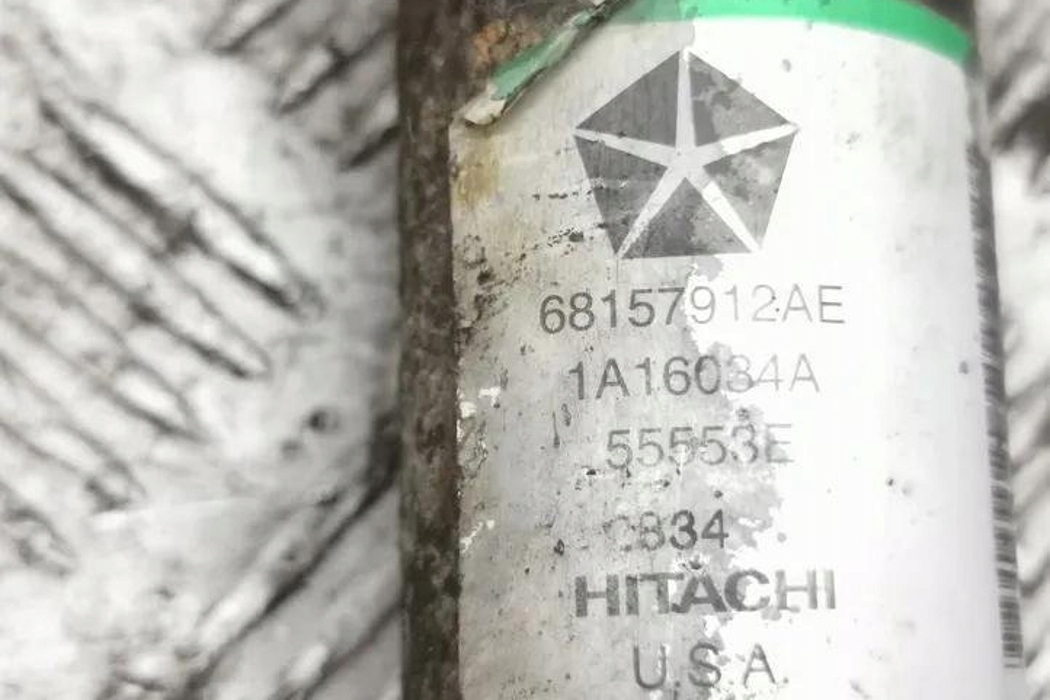 68157912AE
1A16034A
55553E
C834
HITACHI
U.S.A.